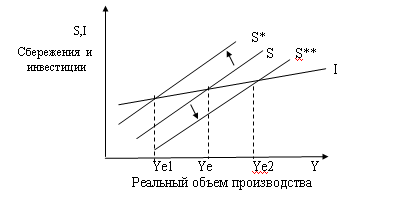 S,I
Сбережения и
инвестиции
S*
S
S**
I
Ye1 Ye Ye2 Y
Реальный объем производства